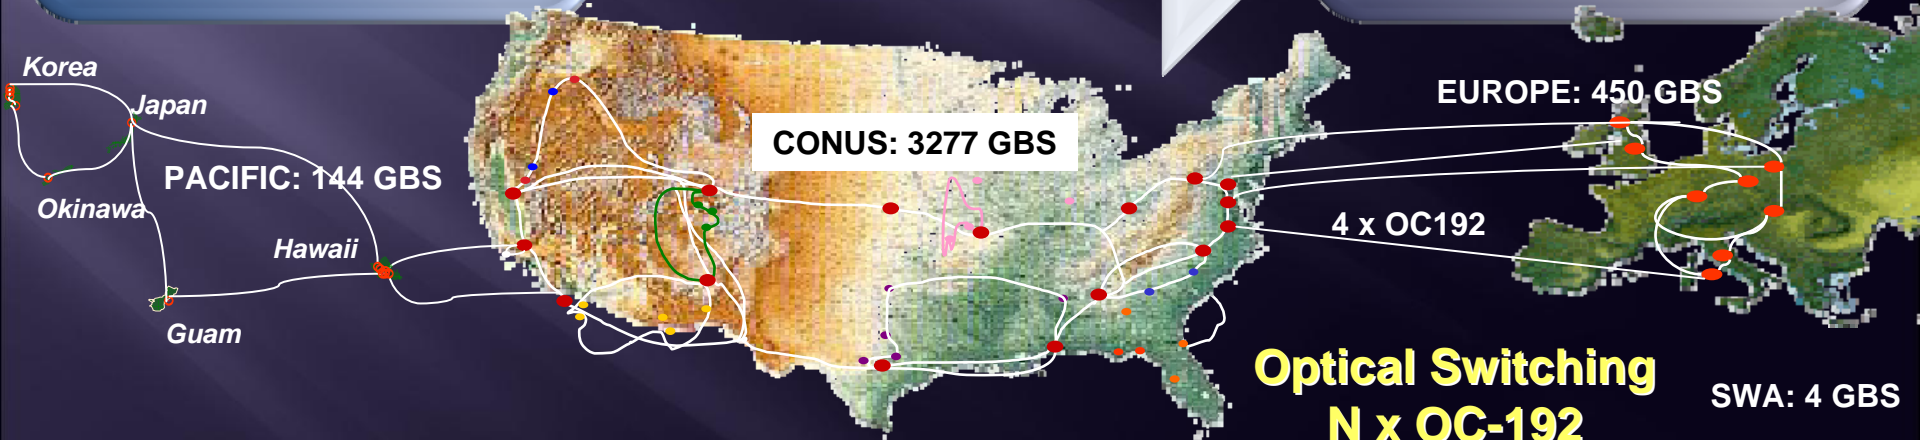 Korea
Japan
PACIFIC: 144 GBS
Okinawa
Hawaii
Guam
CONUS: 3277 GBS
EUROPE: 450 GBS
4 x OC192
Optical Switching
N x OC-192
SWA: 4 GBS